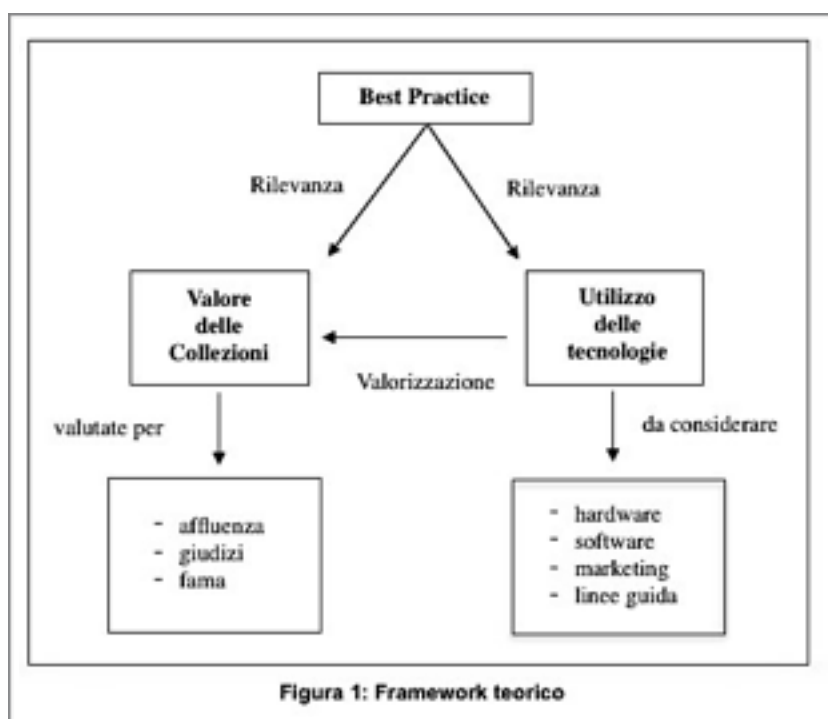 Best Practice
Rilevanza
Rilevanza
Valore
delle
Collezioni
Utilizzo
delle
tecnologie
Valorizzazione
valutate per
da considerare
- affluenza
- giudizi
- fama
- hardware
- software
- marketing
- linee guida
Figura 1: Framework teorico